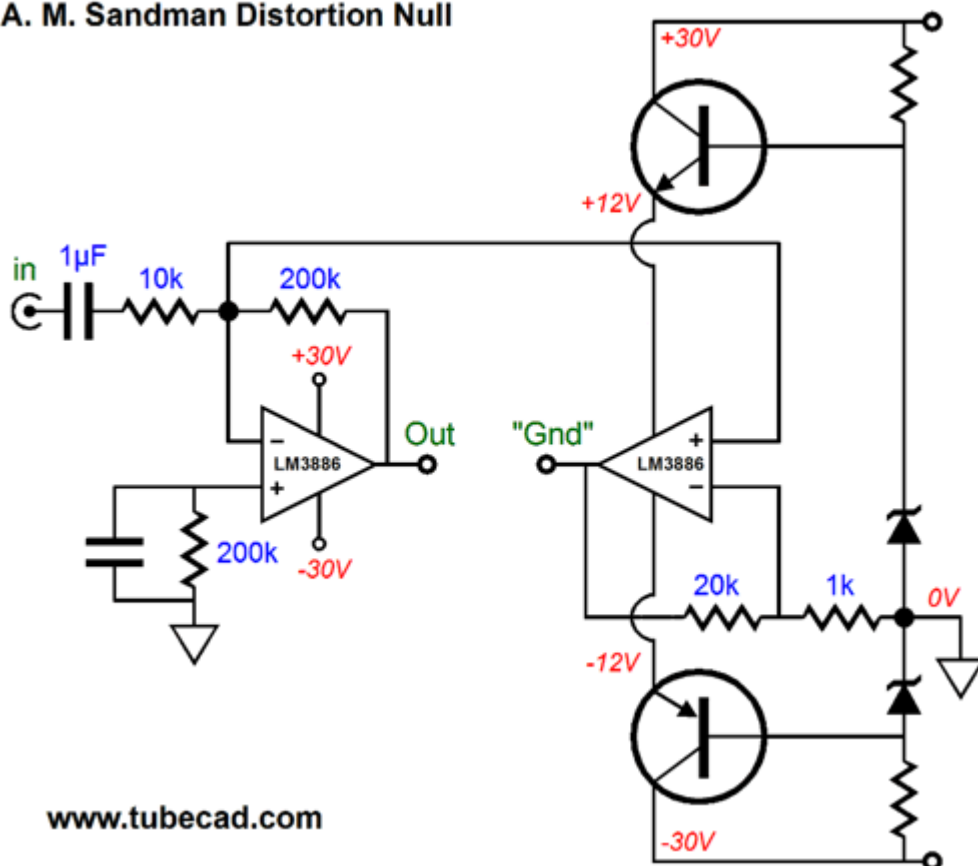 A. M. Sandman Distortion Null
+30V
+12V
in
1µF
10k
200k
+30V
Out
"Gnd"
−
LM3886
+
+
LM3886
−
200k
-30V
20k
1k
0V
-12V
-30V
www.tubecad.com